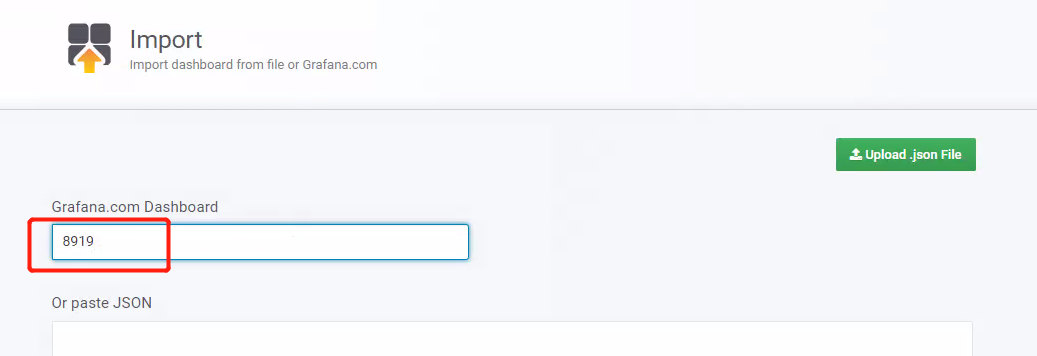 Import
Import dashboard from file or Grafana.com
Upload .json File
Grafana.com Dashboard
8919
Or paste JSON